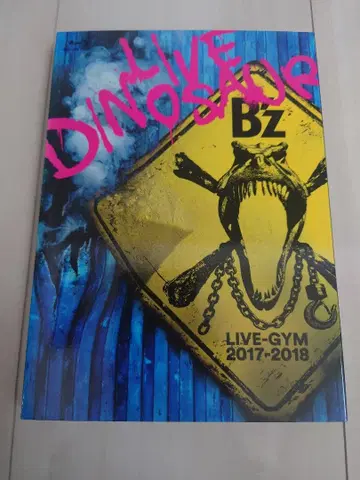 LIVE
DINOSAUR
B'z
LIVE-GYM
2017-2018